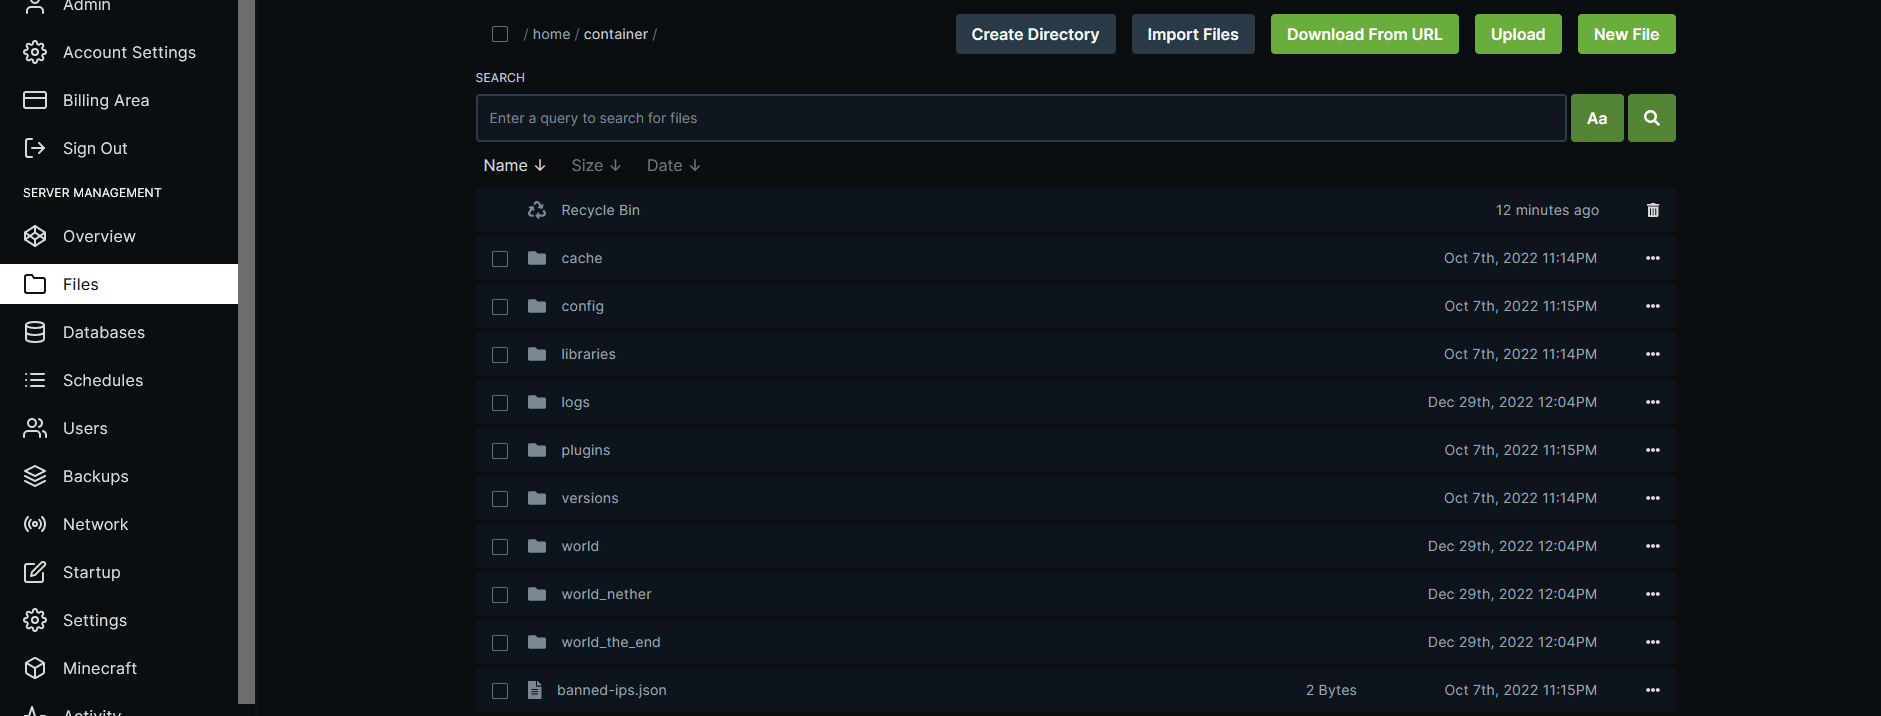 Admin
Account Settings
Billing Area
Sign Out
SERVER MANAGEMENT
Overview
Files
Databases
Schedules
Users
Backups
Network
Startup
Settings
Minecraft
Activity
/ home / container /
Create Directory
Import Files
Download From URL
Upload
New File
SEARCH
Enter a query to search for files
Aa
Name ↓ Size ↓ Date ↓
Recycle Bin 12 minutes ago
cache Oct 7th, 2022 11:14PM
config Oct 7th, 2022 11:15PM
libraries Oct 7th, 2022 11:14PM
logs Dec 29th, 2022 12:04PM
plugins Oct 7th, 2022 11:15PM
versions Oct 7th, 2022 11:14PM
world Dec 29th, 2022 12:04PM
world_nether Dec 29th, 2022 12:04PM
world_the_end Dec 29th, 2022 12:04PM
banned-ips.json 2 Bytes Oct 7th, 2022 11:15PM